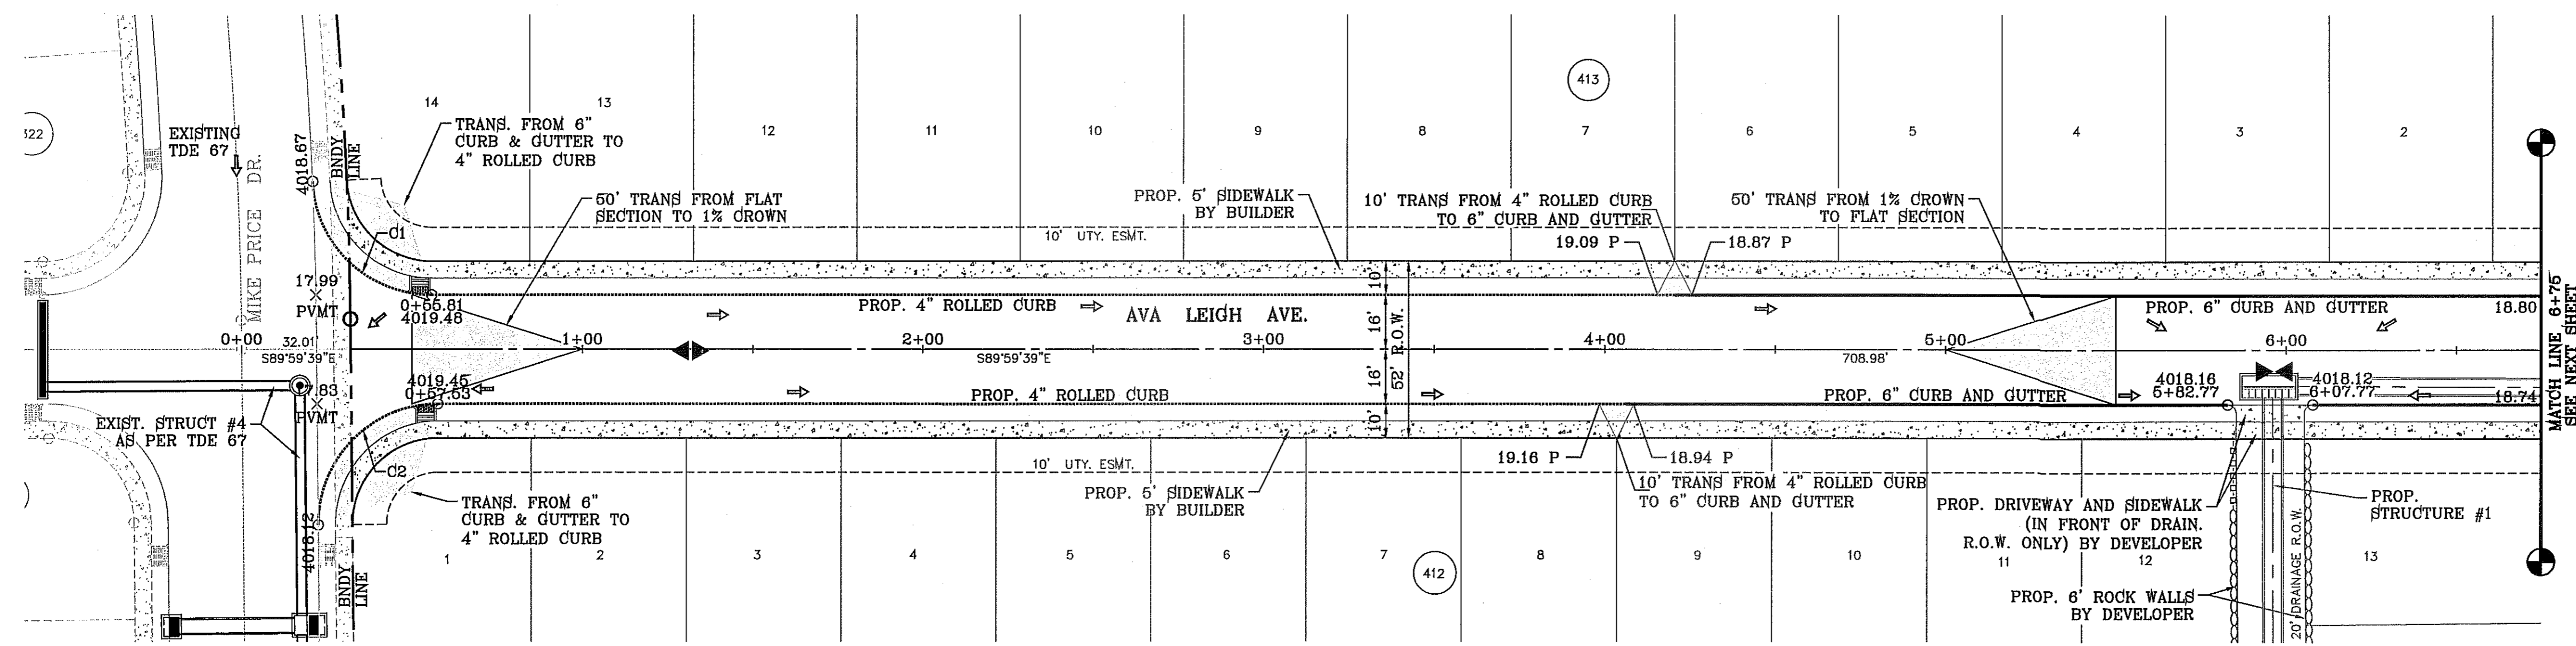 413
322
14
13
12
11
10
9
8
7
6
5
4
3
2
EXISTING
TDE 67
MIKE PRICE DR.
4018.67
BNDY
LINE
TRANS. FROM 6"
CURB & GUTTER TO
4" ROLLED CURB
50' TRANS FROM FLAT
SECTION TO 1% CROWN
C1
PROP. 5' SIDEWALK
BY BUILDER
10' UTY. ESMT.
10' TRANS FROM 4" ROLLED CURB
TO 6" CURB AND GUTTER
19.09 P
18.87 P
50' TRANS FROM 1% CROWN
TO FLAT SECTION
17.99
PVMT
0+55.81
4019.48
PROP. 4" ROLLED CURB
AVA LEIGH AVE.
10'
16'
52' R.O.W.
16'
10'
PROP. 6" CURB AND GUTTER
18.80
0+00
32.01'
S89°59'39"E
1+00
2+00
S89°59'39"E
3+00
4+00
708.98'
5+00
6+00
MATCH LINE 6+75
SEE NEXT SHEET
7.83
PVMT
4019.45
0+57.53
PROP. 4" ROLLED CURB
PROP. 6" CURB AND GUTTER
4018.16
5+82.77
4018.12
6+07.77
18.74
EXIST. STRUCT #4
AS PER TDE 67
C2
4018.12
BNDY
LINE
TRANS. FROM 6"
CURB & GUTTER TO
4" ROLLED CURB
10' UTY. ESMT.
PROP. 5' SIDEWALK
BY BUILDER
19.16 P
18.94 P
10' TRANS FROM 4" ROLLED CURB
TO 6" CURB AND GUTTER
PROP. DRIVEWAY AND SIDEWALK
(IN FRONT OF DRAIN.
R.O.W. ONLY) BY DEVELOPER
PROP.
STRUCTURE #1
PROP. 6' ROCK WALLS
BY DEVELOPER
20' DRAINAGE R.O.W.
1
2
3
4
5
6
7
8
9
10
11
12
13
412